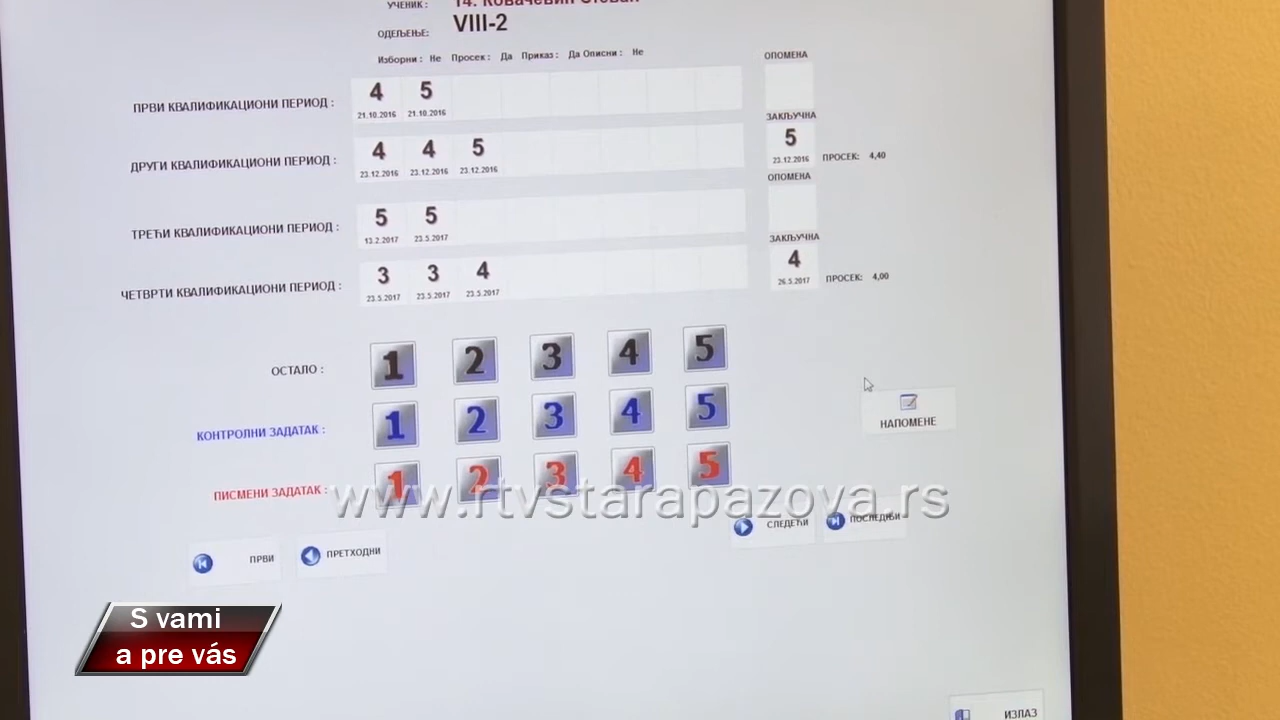 УЧЕНИК : 14. Ковачевић Стеван
ОДЕЉЕЊЕ: VIII-2
Изборни : Не Просек : Да Приказ : Да Описни : Не
ОПОМЕНА
ПРВИ КВАЛИФИКАЦИОНИ ПЕРИОД : 4 5
21.10.2016 21.10.2016
ЗАКЉУЧНА
ДРУГИ КВАЛИФИКАЦИОНИ ПЕРИОД : 4 4 5 5
23.12.2016 23.12.2016 23.12.2016 23.12.2016 ПРОСЕК: 4,40
ОПОМЕНА
ТРЕЋИ КВАЛИФИКАЦИОНИ ПЕРИОД : 5 5
13.2.2017 23.5.2017
ЗАКЉУЧНА
ЧЕТВРТИ КВАЛИФИКАЦИОНИ ПЕРИОД : 3 3 4 4
23.5.2017 23.5.2017 23.5.2017 26.5.2017 ПРОСЕК: 4,00
ОСТАЛО : 1 2 3 4 5
КОНТРОЛНИ ЗАДАТАК : 1 2 3 4 5
НАПОМЕНЕ
ПИСМЕНИ ЗАДАТАК : 1 2 3 4 5
www.rtvstarapazova.rs
ПРВИ ПРЕТХОДНИ СЛЕДЕЋИ ПОСЛЕДЊИ
S vami
a pre vás
ИЗЛАЗ